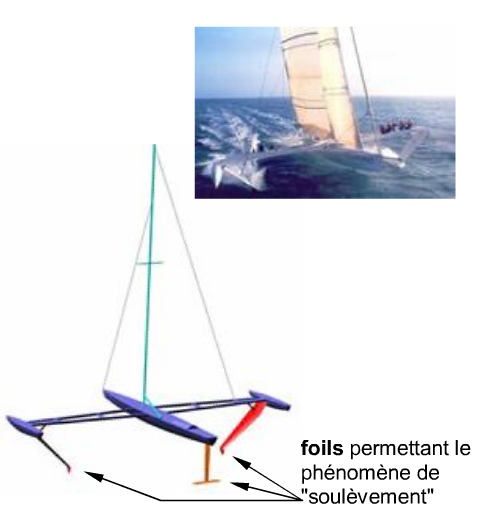 foils permettant le
phénomène de
"soulèvement"